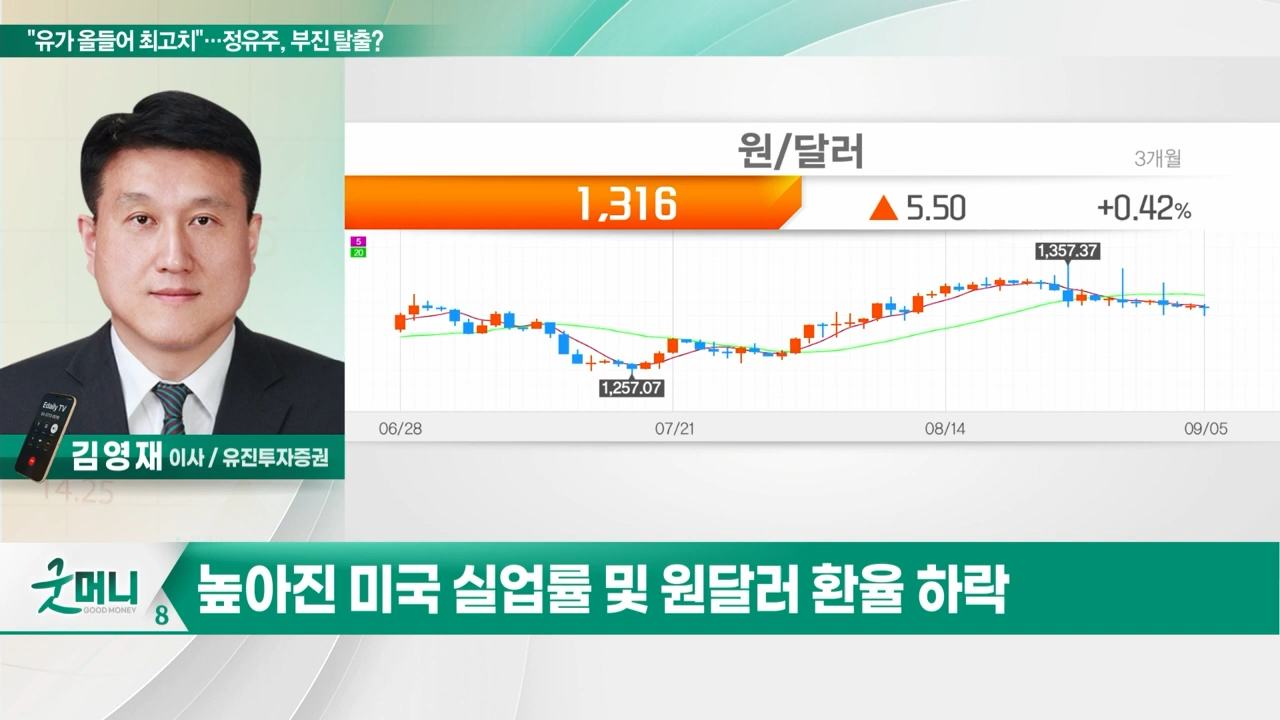 "유가 올들어 최고치"…정유주, 부진 탈출?
원/달러
3개월
1,316
▲ 5.50
+0.42%
5
20
1,357.37
1,257.07
06/28
07/21
08/14
09/05
Edaily TV
김영재 이사 / 유진투자증권
14.25
굿머니
GOOD MONEY
8
높아진 미국 실업률 및 원달러 환율 하락